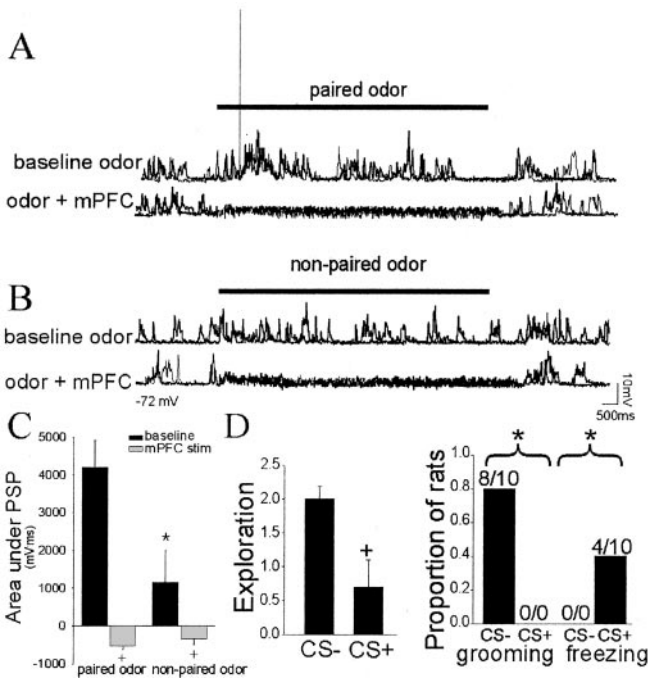 A
paired odor
baseline odor
odor + mPFC
non-paired odor
B
baseline odor
odor + mPFC
-72 mV
10mV
500ms
C
5000
4000
3000
2000
1000
0
-1000
Area under PSP
(mVms)
baseline
mPFC stim
*
+
+
paired odor
non-paired odor
D
Exploration
2.5
2.0
1.5
1.0
0.5
0.0
+
CS-
CS+
Proportion of rats
1.0
0.8
0.6
0.4
0.2
0.0
*
*
8/10
0/0
0/0
4/10
CS- CS+ CS- CS+
grooming freezing